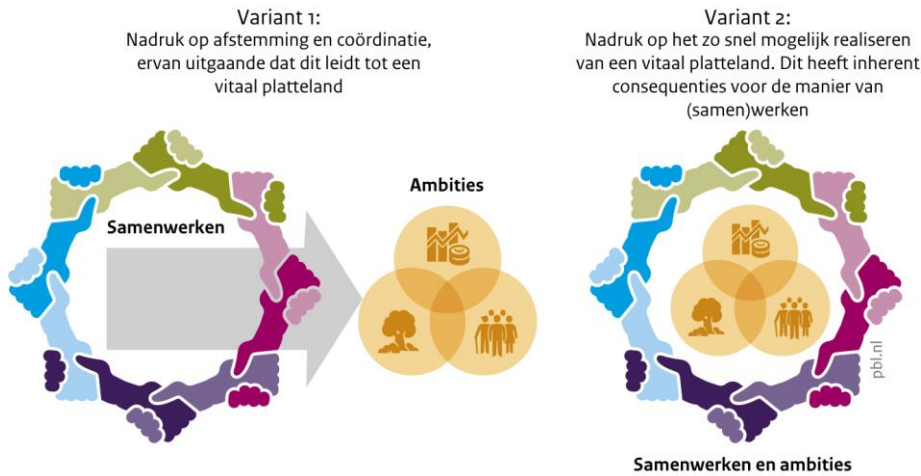 Variant 1:
Nadruk op afstemming en coördinatie,
ervan uitgaande dat dit leidt tot een
vitaal platteland
Samenwerken
Ambities
Variant 2:
Nadruk op het zo snel mogelijk realiseren
van een vitaal platteland. Dit heeft inherent
consequenties voor de manier van
(samen)werken
pbl.nl
Samenwerken en ambities